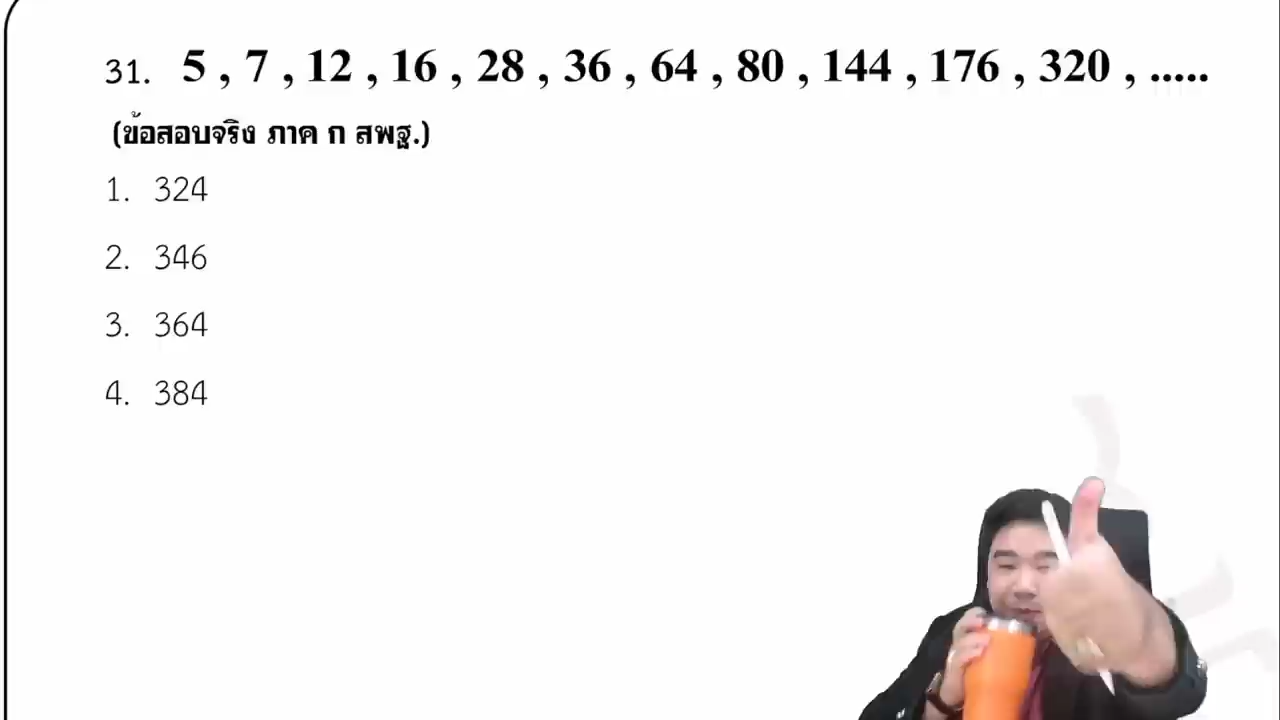 31. 5 , 7 , 12 , 16 , 28 , 36 , 64 , 80 , 144 , 176 , 320 , .....
(ข้อสอบจริง ภาค ก สพฐ.)
1. 324
2. 346
3. 364
4. 384